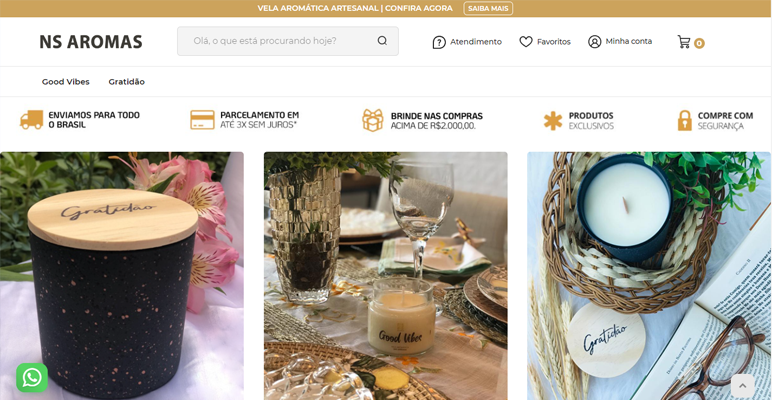 VELA AROMÁTICA ARTESANAL | CONFIRA AGORA SAIBA MAIS
NS AROMAS
Olá, o que está procurando hoje?
Atendimento
Favoritos
Minha conta
0
Good Vibes
Gratidão
ENVIAMOS PARA TODO
O BRASIL
PARCELAMENTO EM
ATÉ 3X SEM JUROS*
BRINDE NAS COMPRAS
ACIMA DE R$2.000,00.
PRODUTOS
EXCLUSIVOS
COMPRE COM
SEGURANÇA
Gratidão
Good Vibes
Gratidão